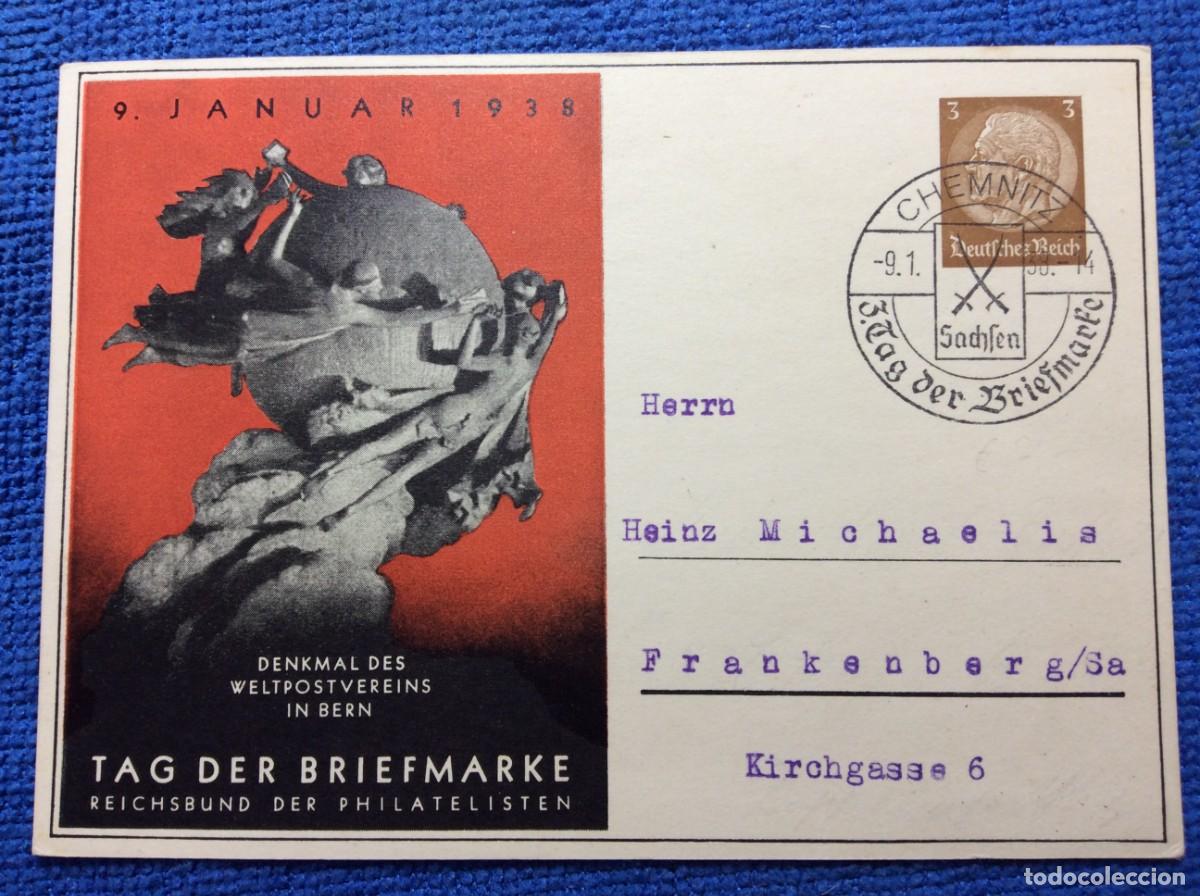 9. JANUAR 1938
DENKMAL DES
WELTPOSTVEREINS
IN BERN
TAG DER BRIEFMARKE
REICHSBUND DER PHILATELISTEN
3 3
Deutsches Reich
CHEMNITZ
-9.1. 38.-14
Sachsen
3. Tag der Briefmarke
Herrn
Heinz Michaelis
Frankenberg/Sa
Kirchgasse 6
todocoleccion